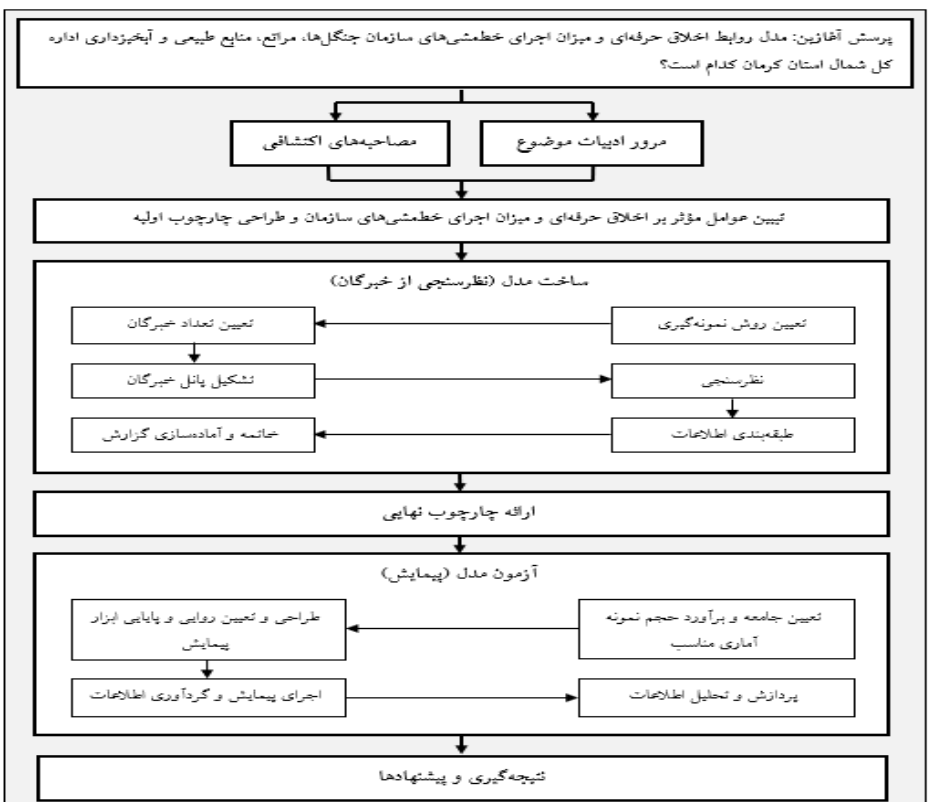 پرسش آغازین: مدل روابط اخلاق حرفه‌ای و میزان اجرای خطمشی‌های سازمان جنگل‌ها، مراتع، منابع طبیعی و آبخیزداری اداره
کل شمال استان کرمان کدام است؟
مرور ادبیات موضوع
مصاحبه‌های اکتشافی
تبیین عوامل مؤثر بر اخلاق حرفه‌ای و میزان اجرای خطمشی‌های سازمان و طراحی چارچوب اولیه
ساخت مدل (نظرسنجی از خبرگان)
تعیین روش نمونه‌گیری
تعیین تعداد خبرگان
تشکیل پانل خبرگان
نظرسنجی
طبقه‌بندی اطلاعات
خاتمه و آماده‌سازی گزارش
ارائه چارچوب نهایی
آزمون مدل (پیمایش)
تعیین جامعه و برآورد حجم نمونه
آماری مناسب
طراحی و تعیین روایی و پایایی ابزار
پیمایش
اجرای پیمایش و گردآوری اطلاعات
پردازش و تحلیل اطلاعات
نتیجه‌گیری و پیشنهادها